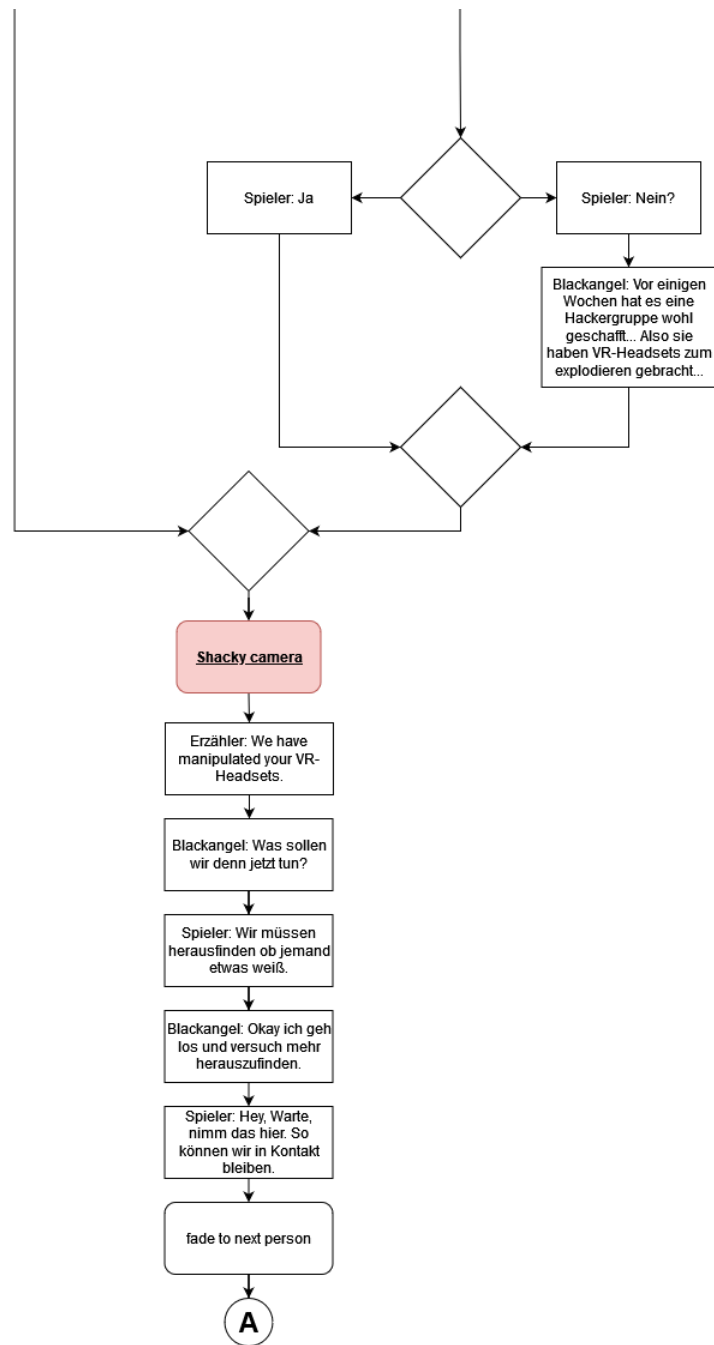 Spieler: Ja
Spieler: Nein?
Blackangel: Vor einigen
Wochen hat es eine
Hackergruppe wohl
geschafft... Also sie
haben VR-Headsets zum
explodieren gebracht...
Shacky camera
Erzähler: We have
manipulated your VR-
Headsets.
Blackangel: Was sollen
wir denn jetzt tun?
Spieler: Wir müssen
herausfinden ob jemand
etwas weiß.
Blackangel: Okay ich geh
los und versuch mehr
herauszufinden.
Spieler: Hey, Warte,
nimm das hier. So
können wir in Kontakt
bleiben.
fade to next person
A